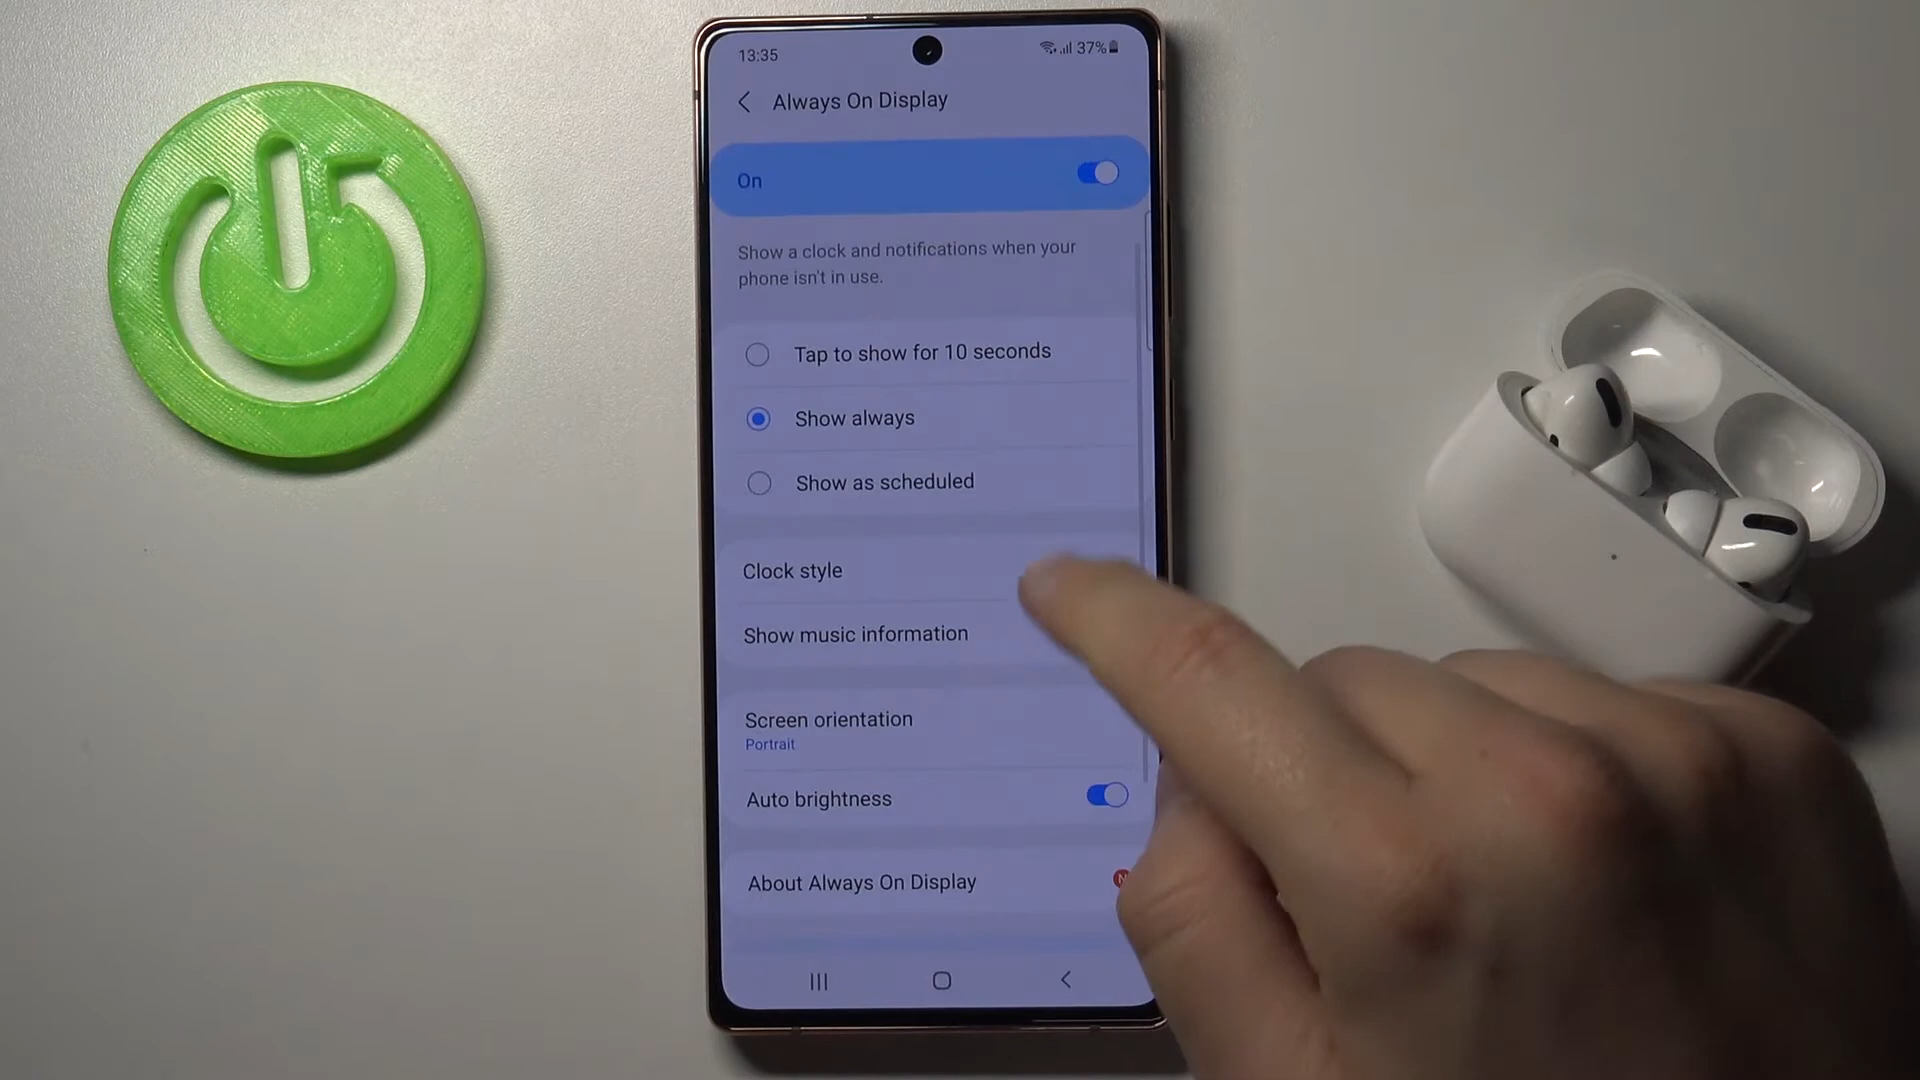 13:35
37%
Always On Display
On
Show a clock and notifications when your
phone isn't in use.
Tap to show for 10 seconds
Show always
Show as scheduled
Clock style
Show music information
Screen orientation
Portrait
Auto brightness
About Always On Display
N